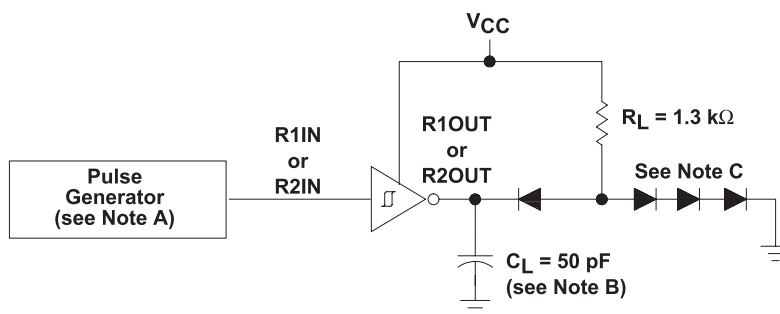 VCC
RL = 1.3 kΩ
R1IN
or
R2IN
R1OUT
or
R2OUT
Pulse
Generator
(see Note A)
See Note C
CL = 50 pF
(see Note B)